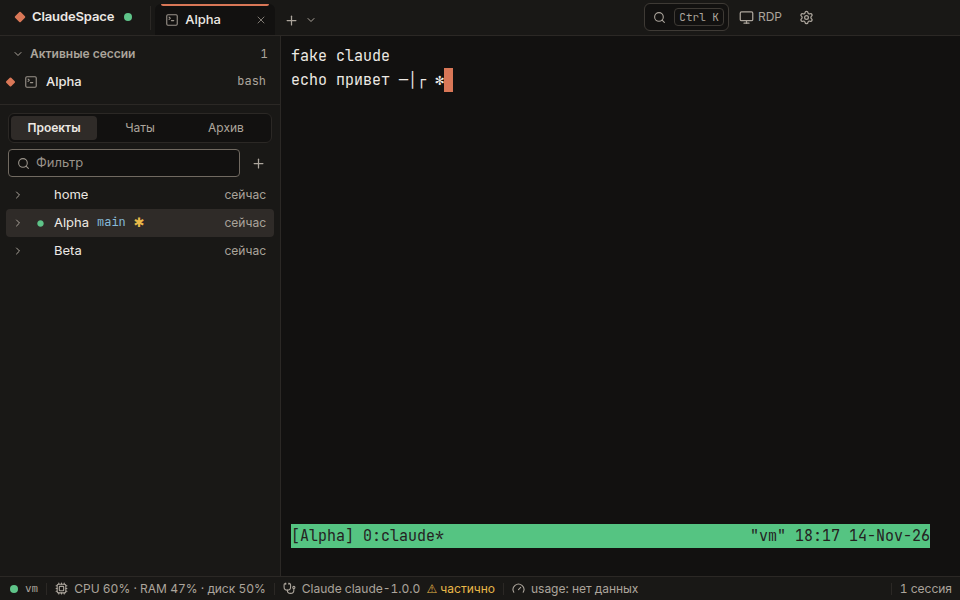 ClaudeSpace
Alpha
Ctrl K
RDP
Активные сессии 1
Alpha bash
Проекты Чаты Архив
Фильтр
home сейчас
Alpha main ✱ сейчас
Beta сейчас
fake claude
echo привет ─│┌ ✻
[Alpha] 0:claude* "vm" 18:17 14-Nov-26
vm CPU 60% · RAM 47% · диск 50% Claude claude-1.0.0 ⚠ частично usage: нет данных 1 сессия